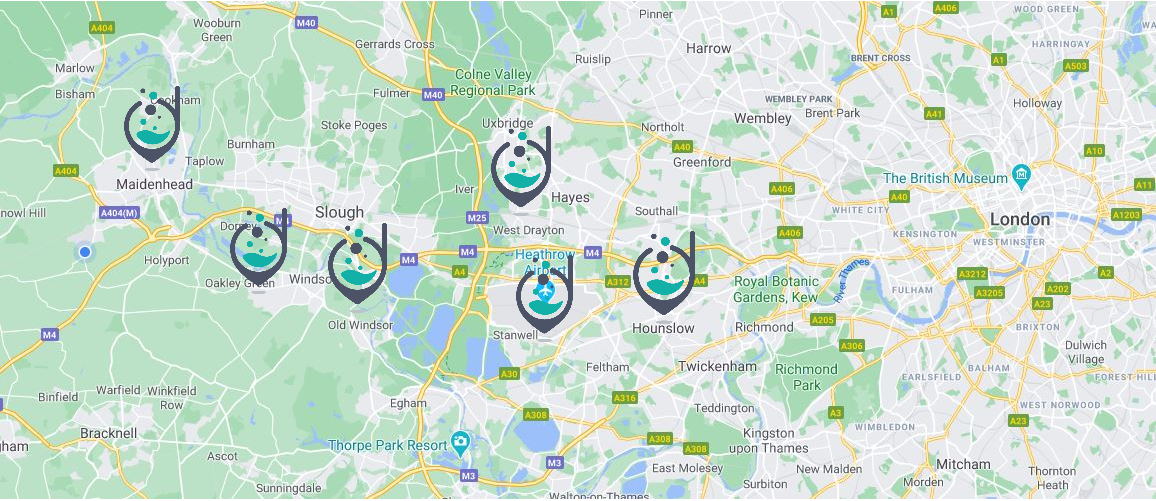 Pinner
A1
A406
WOOD GREEN
Wooburn
Green
M40
A404
Gerrards Cross
Harrow
HARRINGAY
Ruislip
BRENT CROSS
A1
A503
Marlow
Colne Valley
Regional Park
Bisham
Fulmer
M40
WEMBLEY PARK
Holloway
Brent Park
A41
Wembley
Stoke Poges
Uxbridge
Northolt
Burnham
A40
A10
Taplow
Greenford
A404
The British Museum
Maidenhead
Iver
A406
A40
A11
Hayes
Slough
Southall
WHITE CITY
A404(M)
M25
London
A1203
M4
West Drayton
A406
KENSINGTON
WESTMINSTER
Holyport
M4
M4
Heathrow
Airport
M4
A4
A312
A4
A3212
A2
Oakley Green
Royal Botanic
Gardens, Kew
River Thames
FULHAM
A3205
A202
A23
Old Windsor
Stanwell
Hounslow
Richmond
A205
BRIXTON
M4
A306
Dulwich
Village
Feltham
Twickenham
Richmond
Park
BALHAM
A30
EARLSFIELD
FOREST HILL
Warfield
Winkfield
Row
Binfield
Egham
A316
Teddington
A3
WEST NORWOOD
A308
A23
WIMBLEDON
Bracknell
Thorpe Park Resort
A308
A308
Kingston
upon Thames
Ascot
M3
M3
East Molesey
New Malden
Mitcham
Thornton
Heath
Sunningdale
Surbiton
Morden
Walton-on-Thames